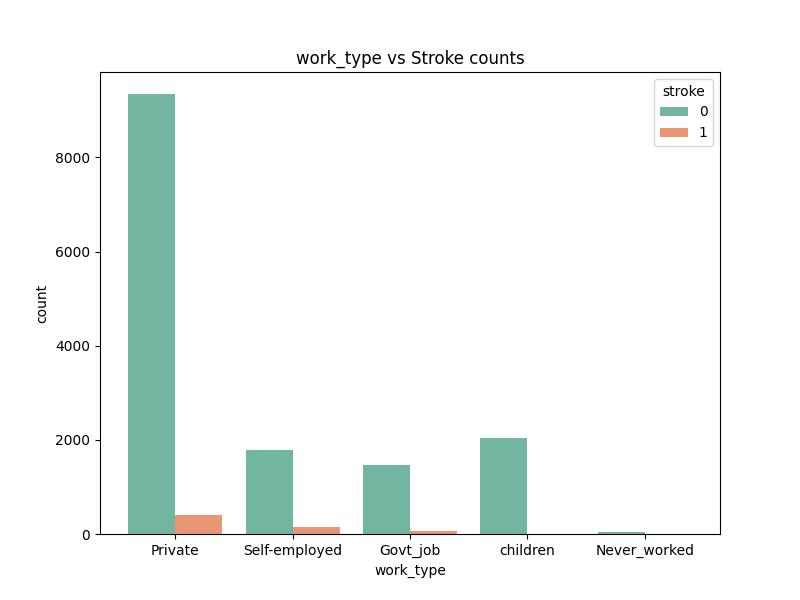 work_type vs Stroke counts
stroke
0
1
8000
6000
4000
2000
0
count
Private Self-employed Govt_job children Never_worked
work_type